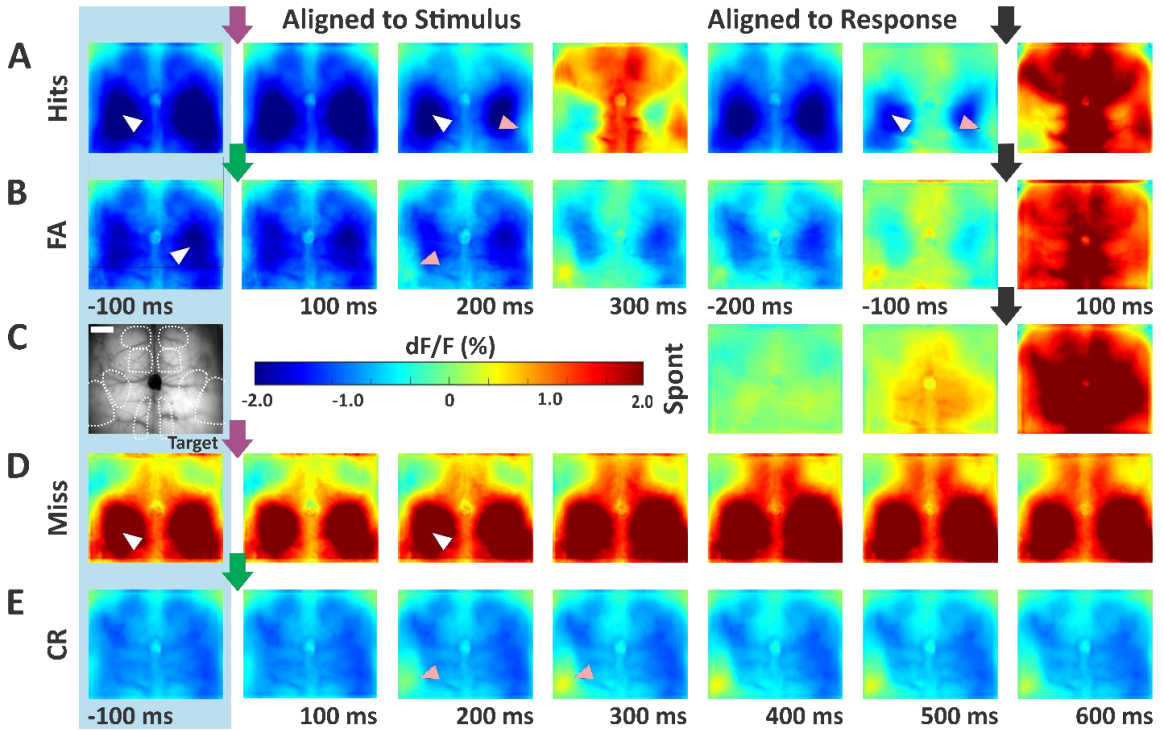 Aligned to Stimulus
Aligned to Response
A
Hits
B
FA
-100 ms
100 ms
200 ms
300 ms
-200 ms
-100 ms
100 ms
C
dF/F (%)
-2.0
-1.0
0
1.0
2.0
Spont
Target
D
Miss
E
CR
-100 ms
100 ms
200 ms
300 ms
400 ms
500 ms
600 ms